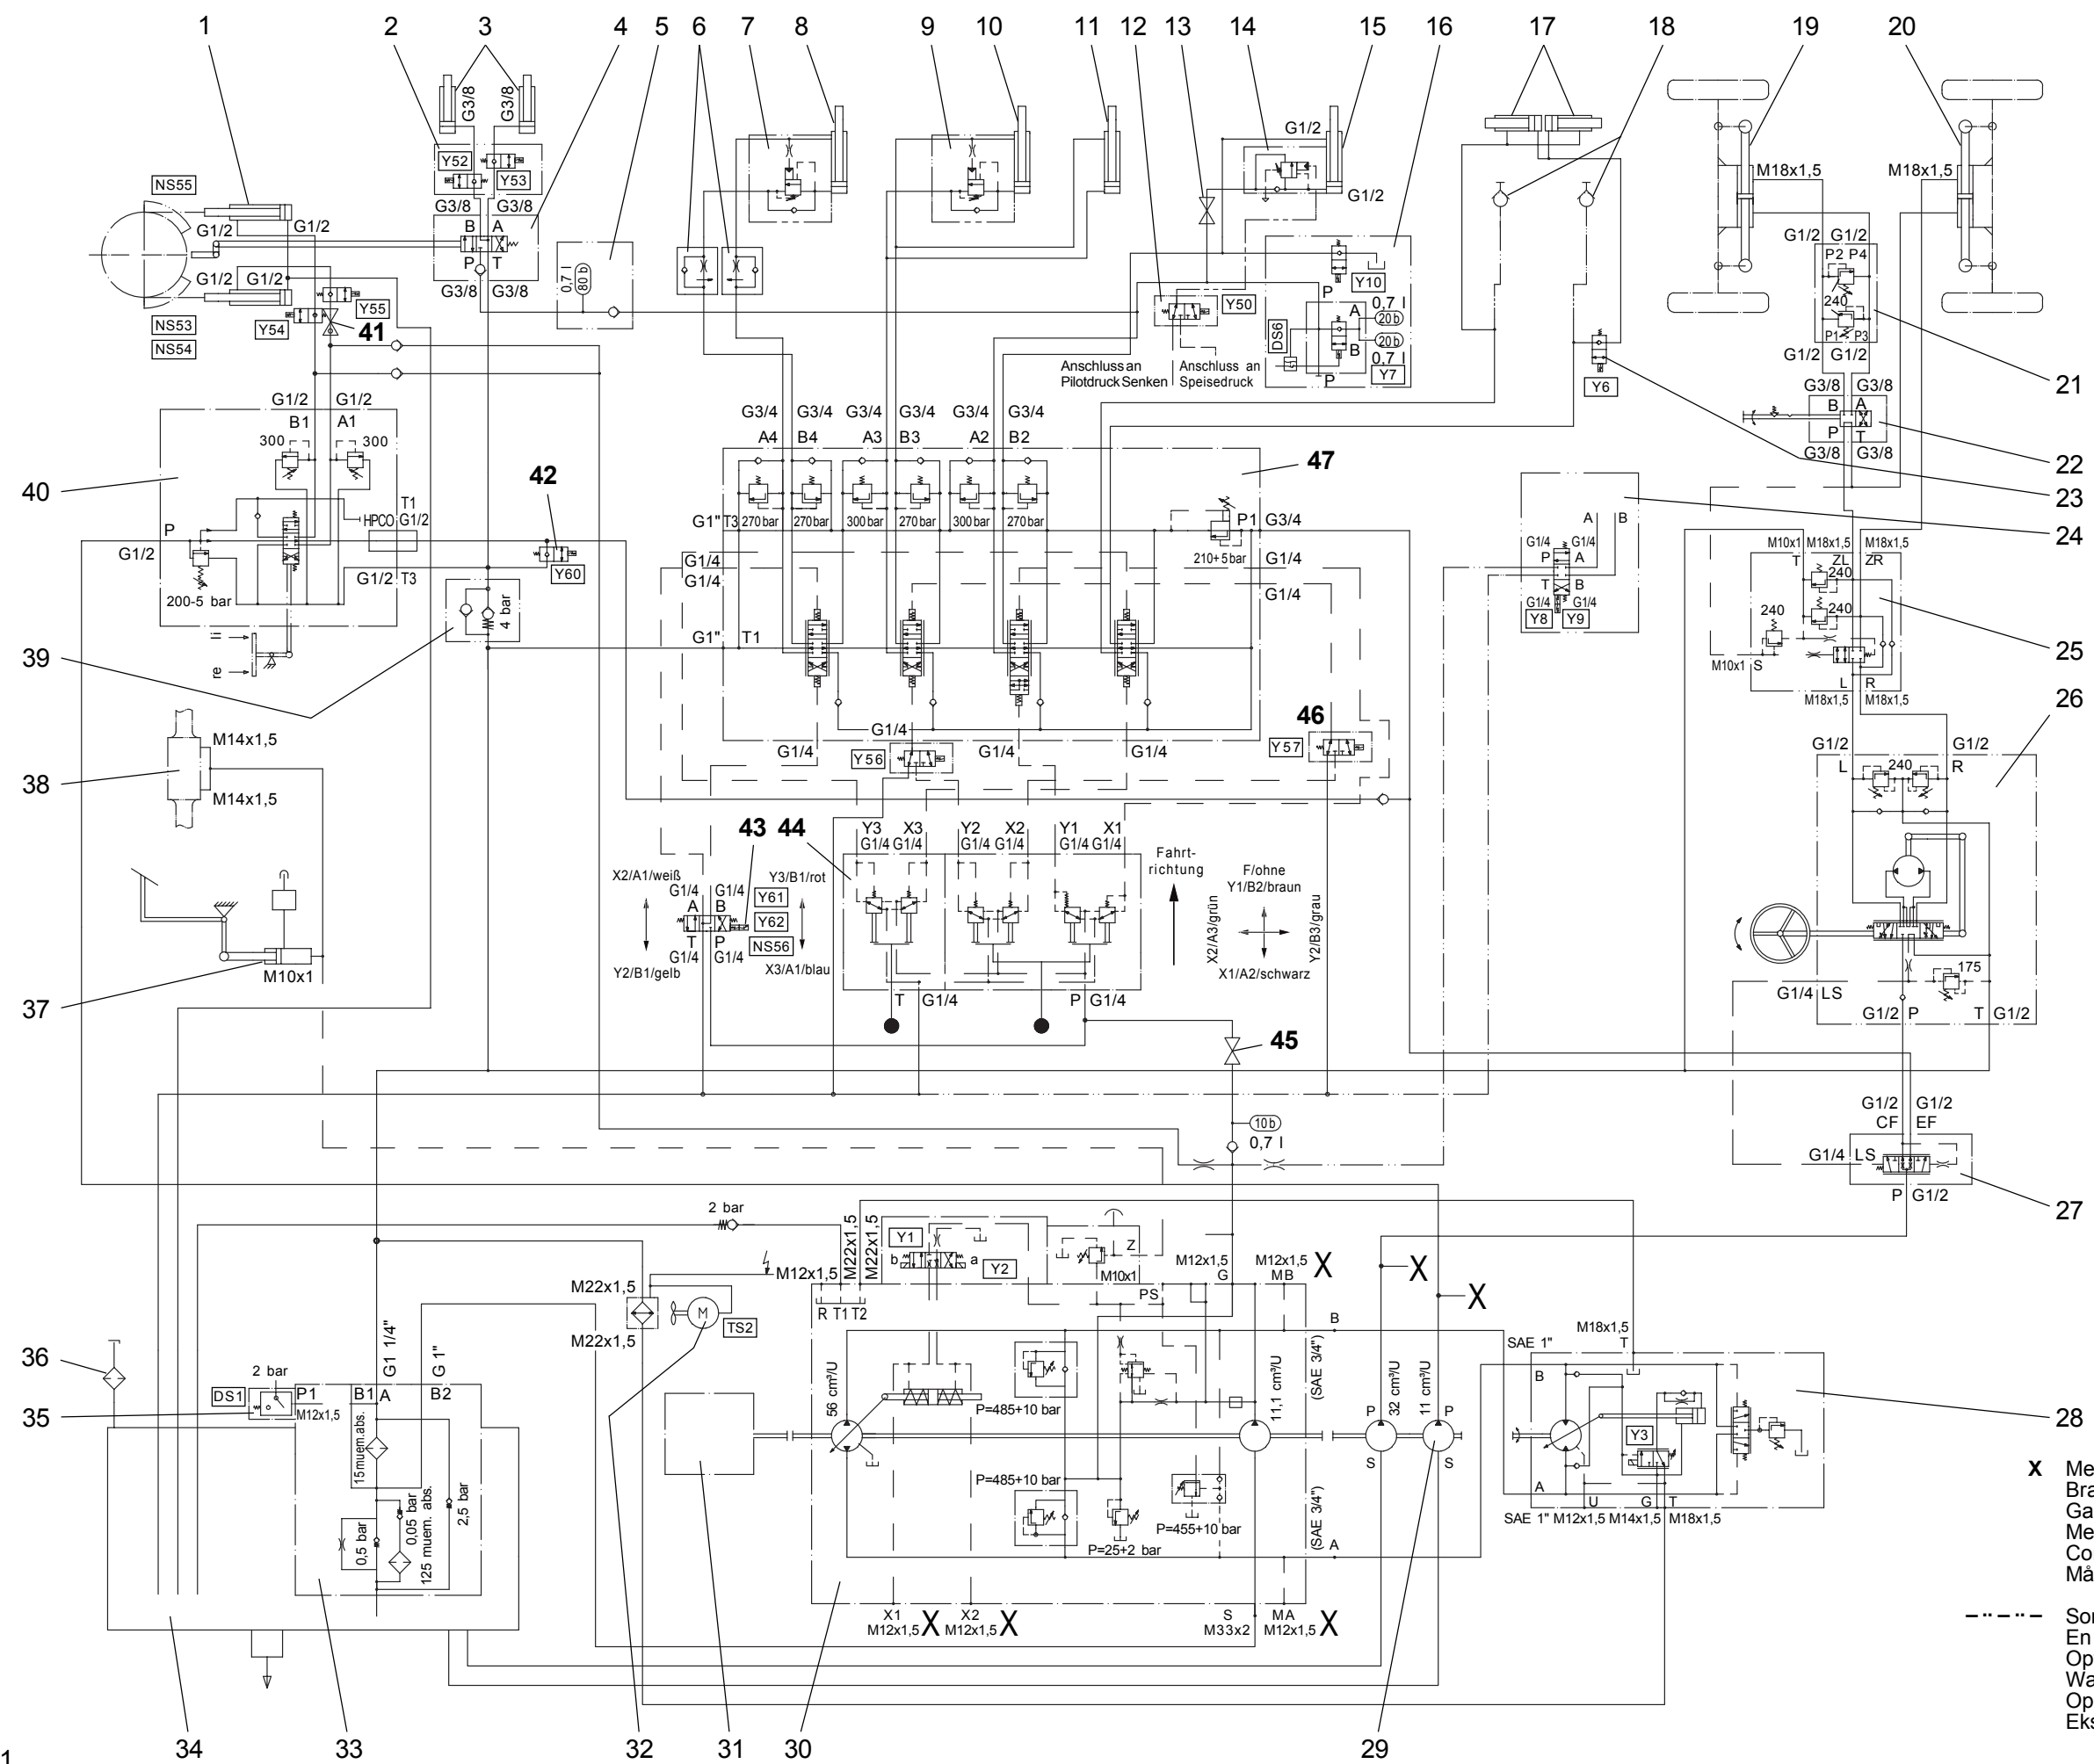 1 2 3 4 5 6 7 8 9 10 11 12 13 14 15 16 17 18 19 20
NS55
G1/2 G1/2
G1/2 G1/2
NS53
NS54
Y54
Y55
41
G3/8 G3/8
Y52
Y53
G3/8 G3/8
B A
P T
G3/8 G3/8
0,7 l
80 b
G1/2
G1/2
P
Y10
0,7 l
A
20 b
20 b
B
0,7 l
Y7
DS6
P
Y50
Anschluss an
Pilotdruck Senken
Anschluss an
Speisedruck
Y6
M18x1,5 M18x1,5
G1/2 G1/2
P2 P4
240
P1 P3
G1/2 G1/2
21
G3/8 G3/8
B A
P T
G3/8 G3/8
22
23
24
40
G1/2 G1/2
B1 A1
300 300
T1
HPCO G1/2
P
G1/2
G1/2 T3
200-5 bar
li
re
42
Y60
4 bar
39
G3/4 G3/4 G3/4 G3/4 G3/4 G3/4
A4 B4 A3 B3 A2 B2
47
G1" T3 270 bar 270 bar 300 bar 270 bar 300 bar 270 bar
P1 G3/4
210+5 bar
G1/4
G1/4
G1/4
G1/4
G1" T1
G1/4
G1/4 G1/4 G1/4
Y56
46
Y57
A B
G1/4 G1/4
P A
T B
G1/4 G1/4
Y8 Y9
M10x1 M18x1,5 M18x1,5
T ZL ZR
240
240
240
M10x1 S
L R
M18x1,5 M18x1,5
25
26
G1/2 G1/2
L 240 R
175
G1/4 LS
G1/2 P T G1/2
38
M14x1,5
M14x1,5
37
M10x1
43 44
X2/A1/weiß
G1/4 G1/4
A B
T P
G1/4 G1/4
Y2/B1/gelb
Y3/B1/rot
Y61
Y62
NS56
X3/A1/blau
Y3 X3 Y2 X2 Y1 X1
G1/4 G1/4 G1/4 G1/4 G1/4 G1/4
T G1/4 P G1/4
Fahrt-
richtung
F/ohne
Y1/B2/braun
X2/A3/grün
Y2/B3/grau
X1/A2/schwarz
45
10 b
0,7 l
G1/2 G1/2
CF EF
G1/4 LS
P G1/2
27
2 bar
M22x1,5
M22x1,5
M12x1,5
M22x1,5
M22x1,5
R T1 T2
M
TS2
Y1
b a
Y2
Z
M10x1
PS
M12x1,5
G
M12x1,5
MB X
X
X
B
56 cm³/U
P=485+10 bar
P=485+10 bar
P=25+2 bar
P=455+10 bar
11,1 cm³/U
(SAE 3/4")
(SAE 3/4")
A
P P
32 cm³/U
11 cm³/U
S S
X1
M12x1,5 X
X2
M12x1,5 X
S
M33x2
MA
M12x1,5 X
M18x1,5
SAE 1" T
B
Y3
A
U G T
SAE 1" M12x1,5 M14x1,5 M18x1,5
28
36
35
2 bar
DS1
P1
M12x1,5
B1 A B2
G1 1/4"
G 1"
15 muem.abs.
0,5 bar
0,05 bar
125 muem. abs.
2,5 bar
X Me
Bra
Ga
Me
Co
Må
Son
En
Op
Wa
Op
Eks
34 33 32 31 30 29
1